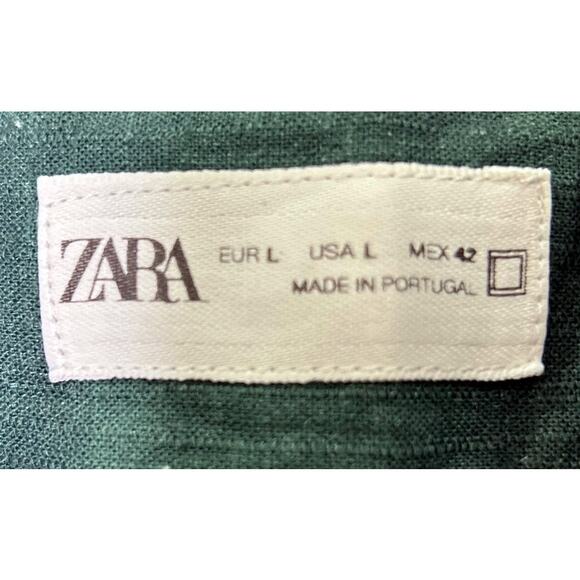 ZARA
EUR L USA L MEX 42
MADE IN PORTUGAL